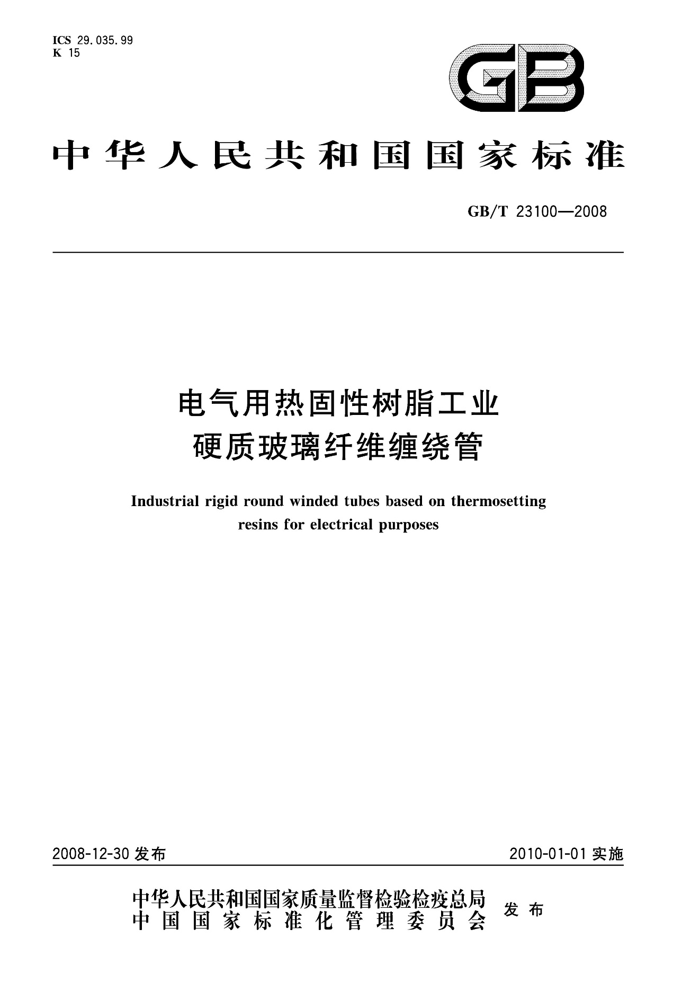 ICS 29.035.99
K 15
GB
中华人民共和国国家标准
GB/T 23100—2008
电气用热固性树脂工业
硬质玻璃纤维缠绕管
Industrial rigid round winded tubes based on thermosetting
resins for electrical purposes
2008-12-30 发布
2010-01-01 实施
中华人民共和国国家质量监督检验检疫总局
中国国家标准化管理委员会
发布